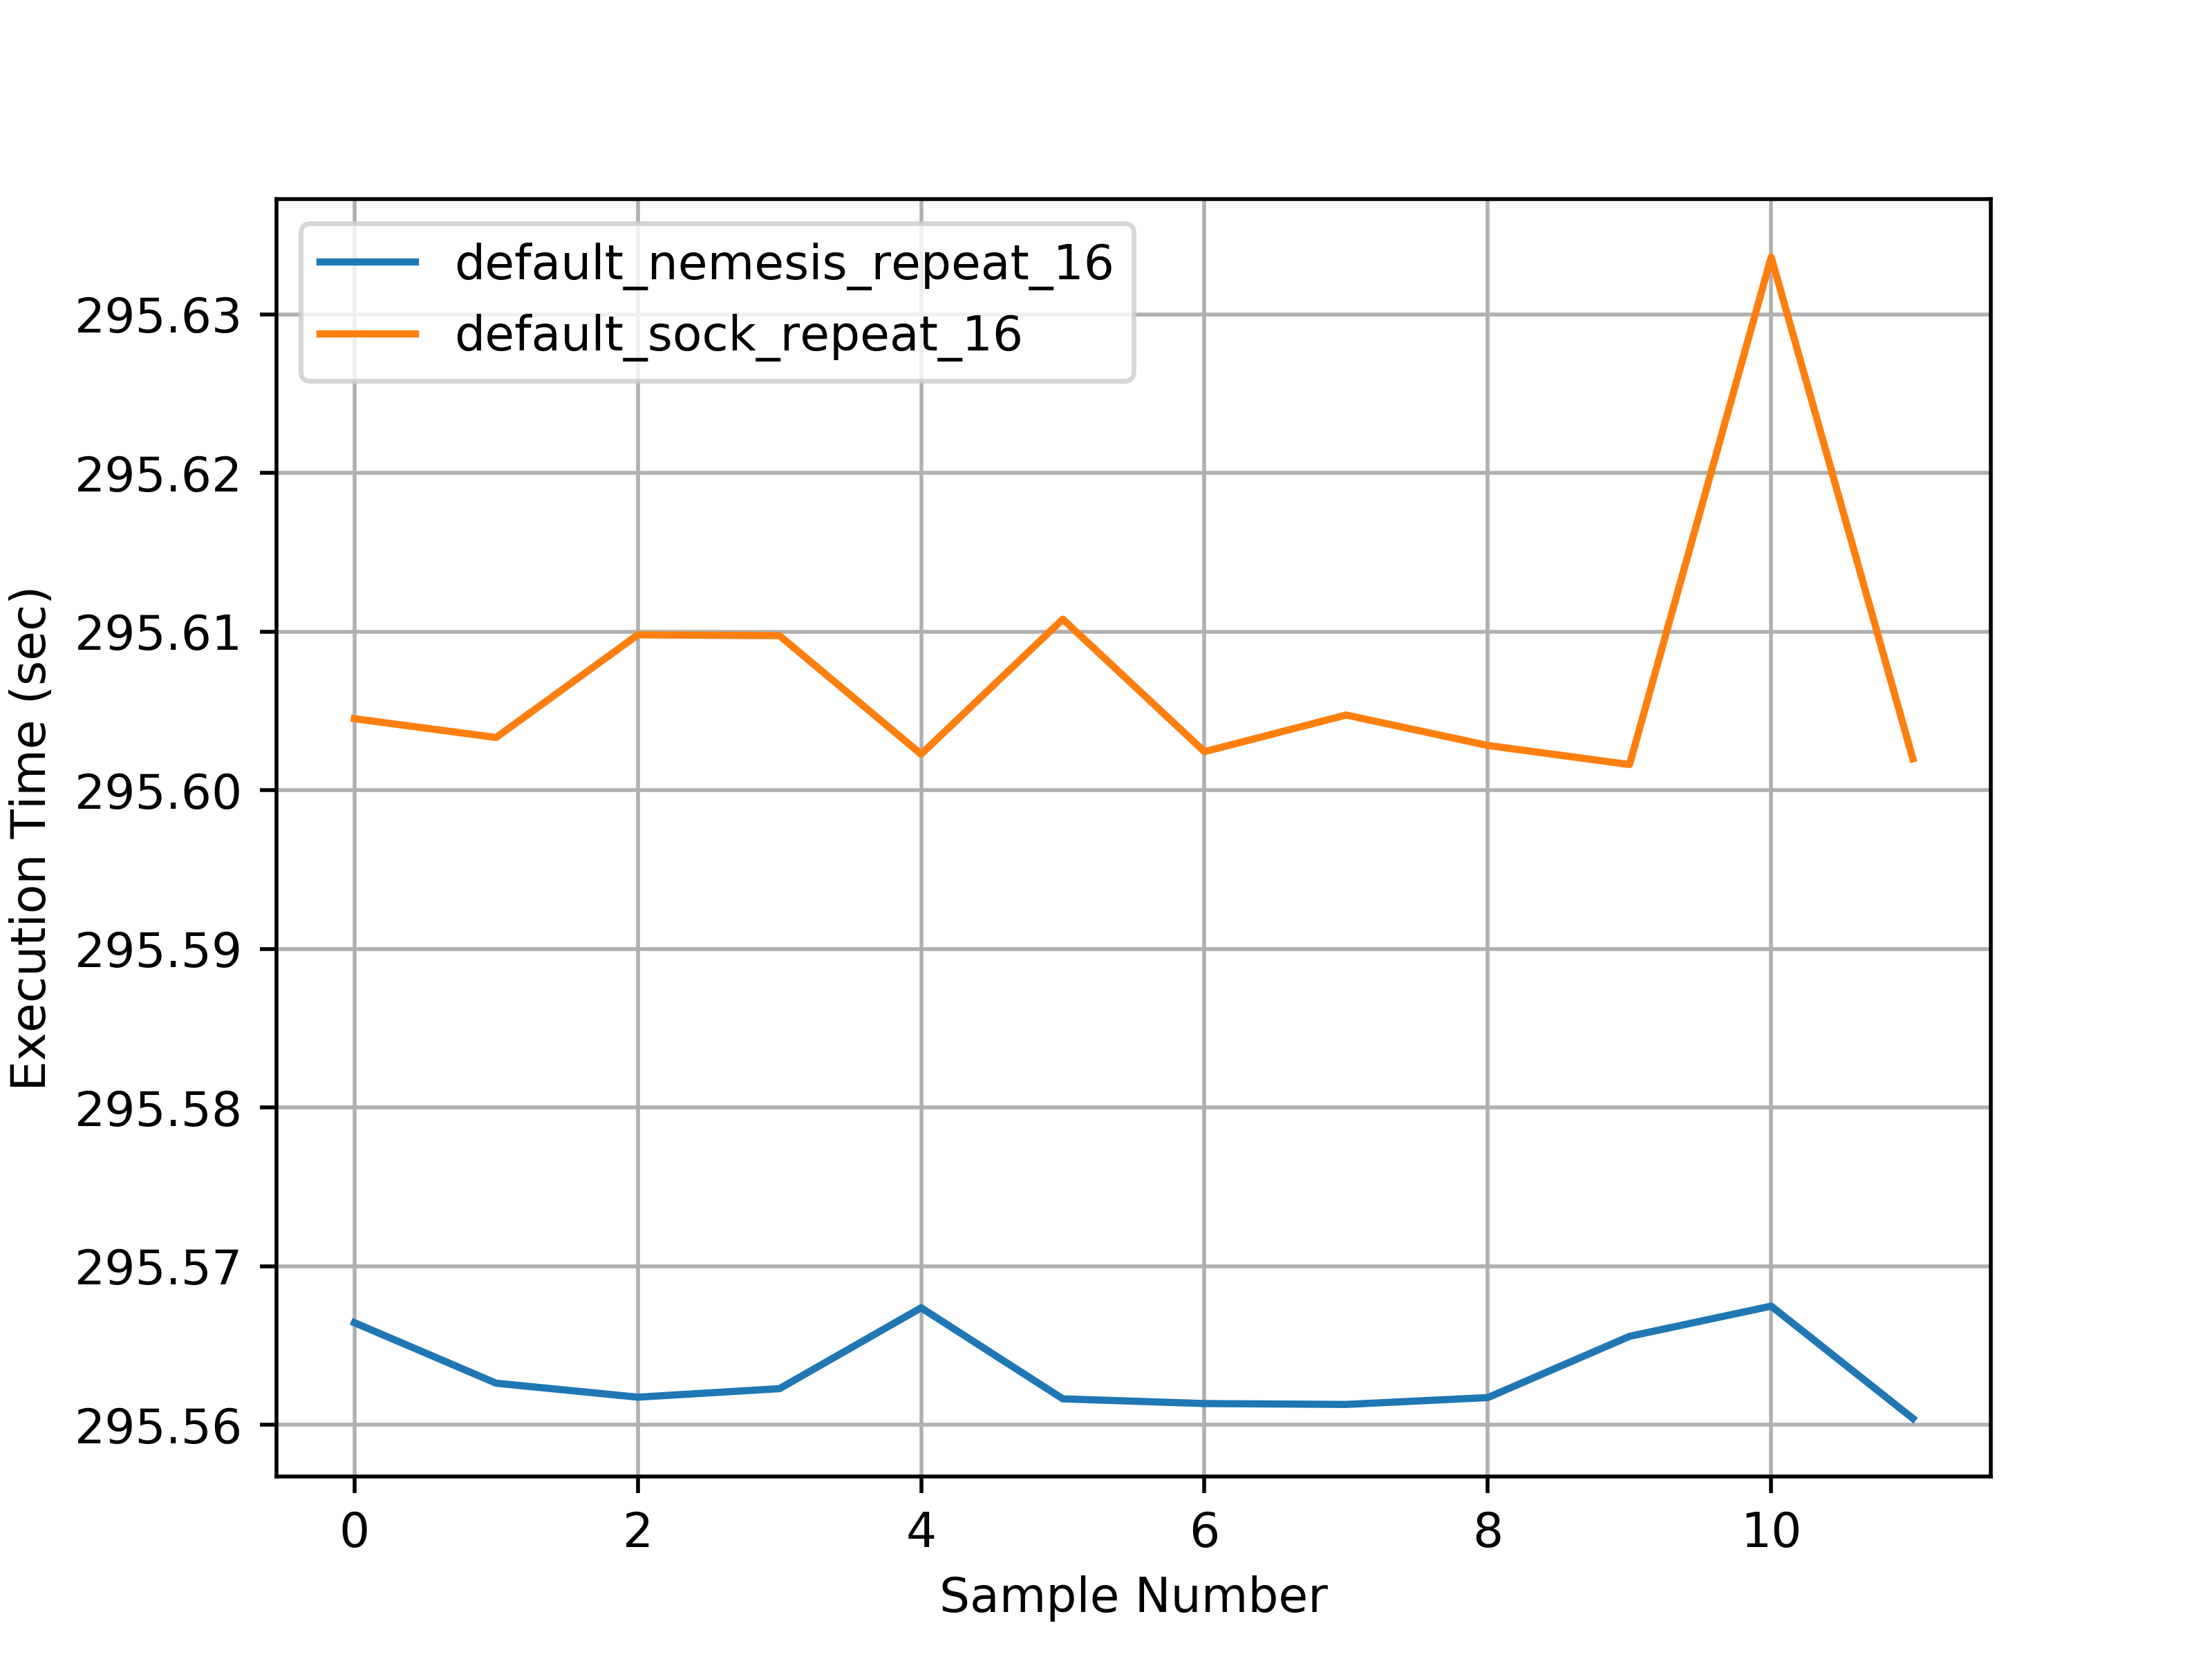 default_nemesis_repeat_16
default_sock_repeat_16
295.63
295.62
295.61
295.60
295.59
295.58
295.57
295.56
Execution Time (sec)
0 2 4 6 8 10
Sample Number